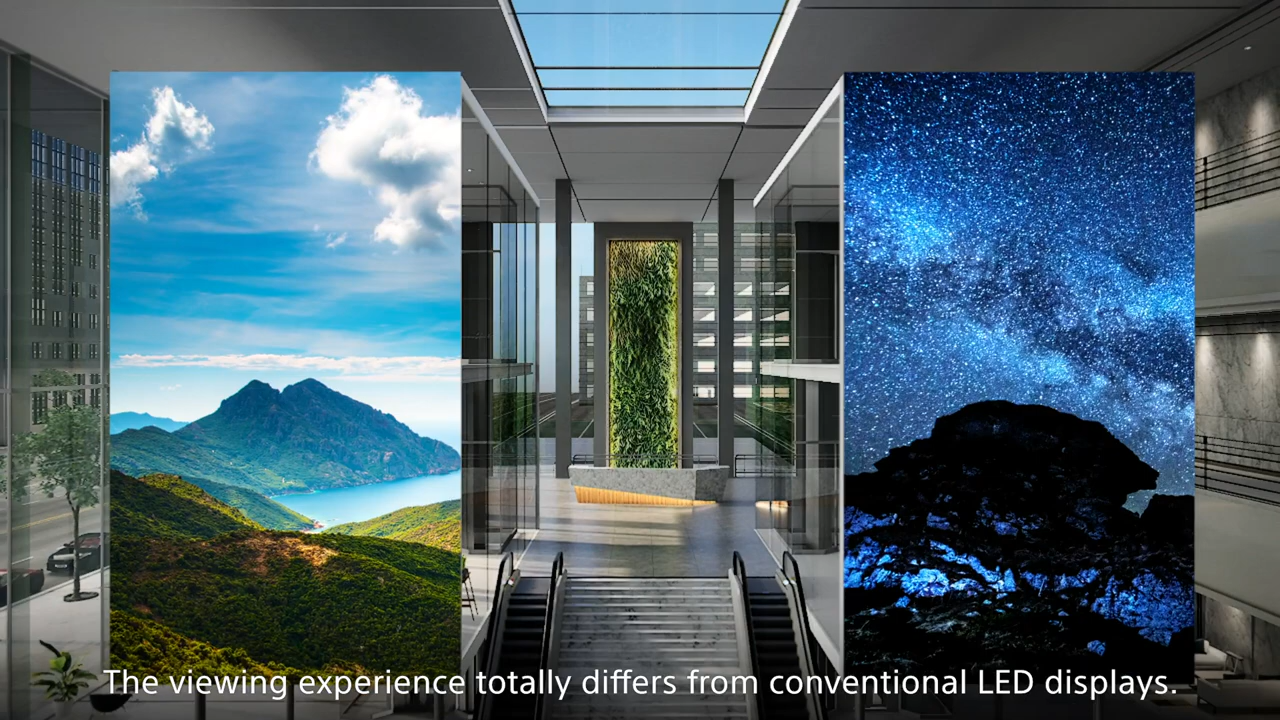 The viewing experience totally differs from conventional LED displays.